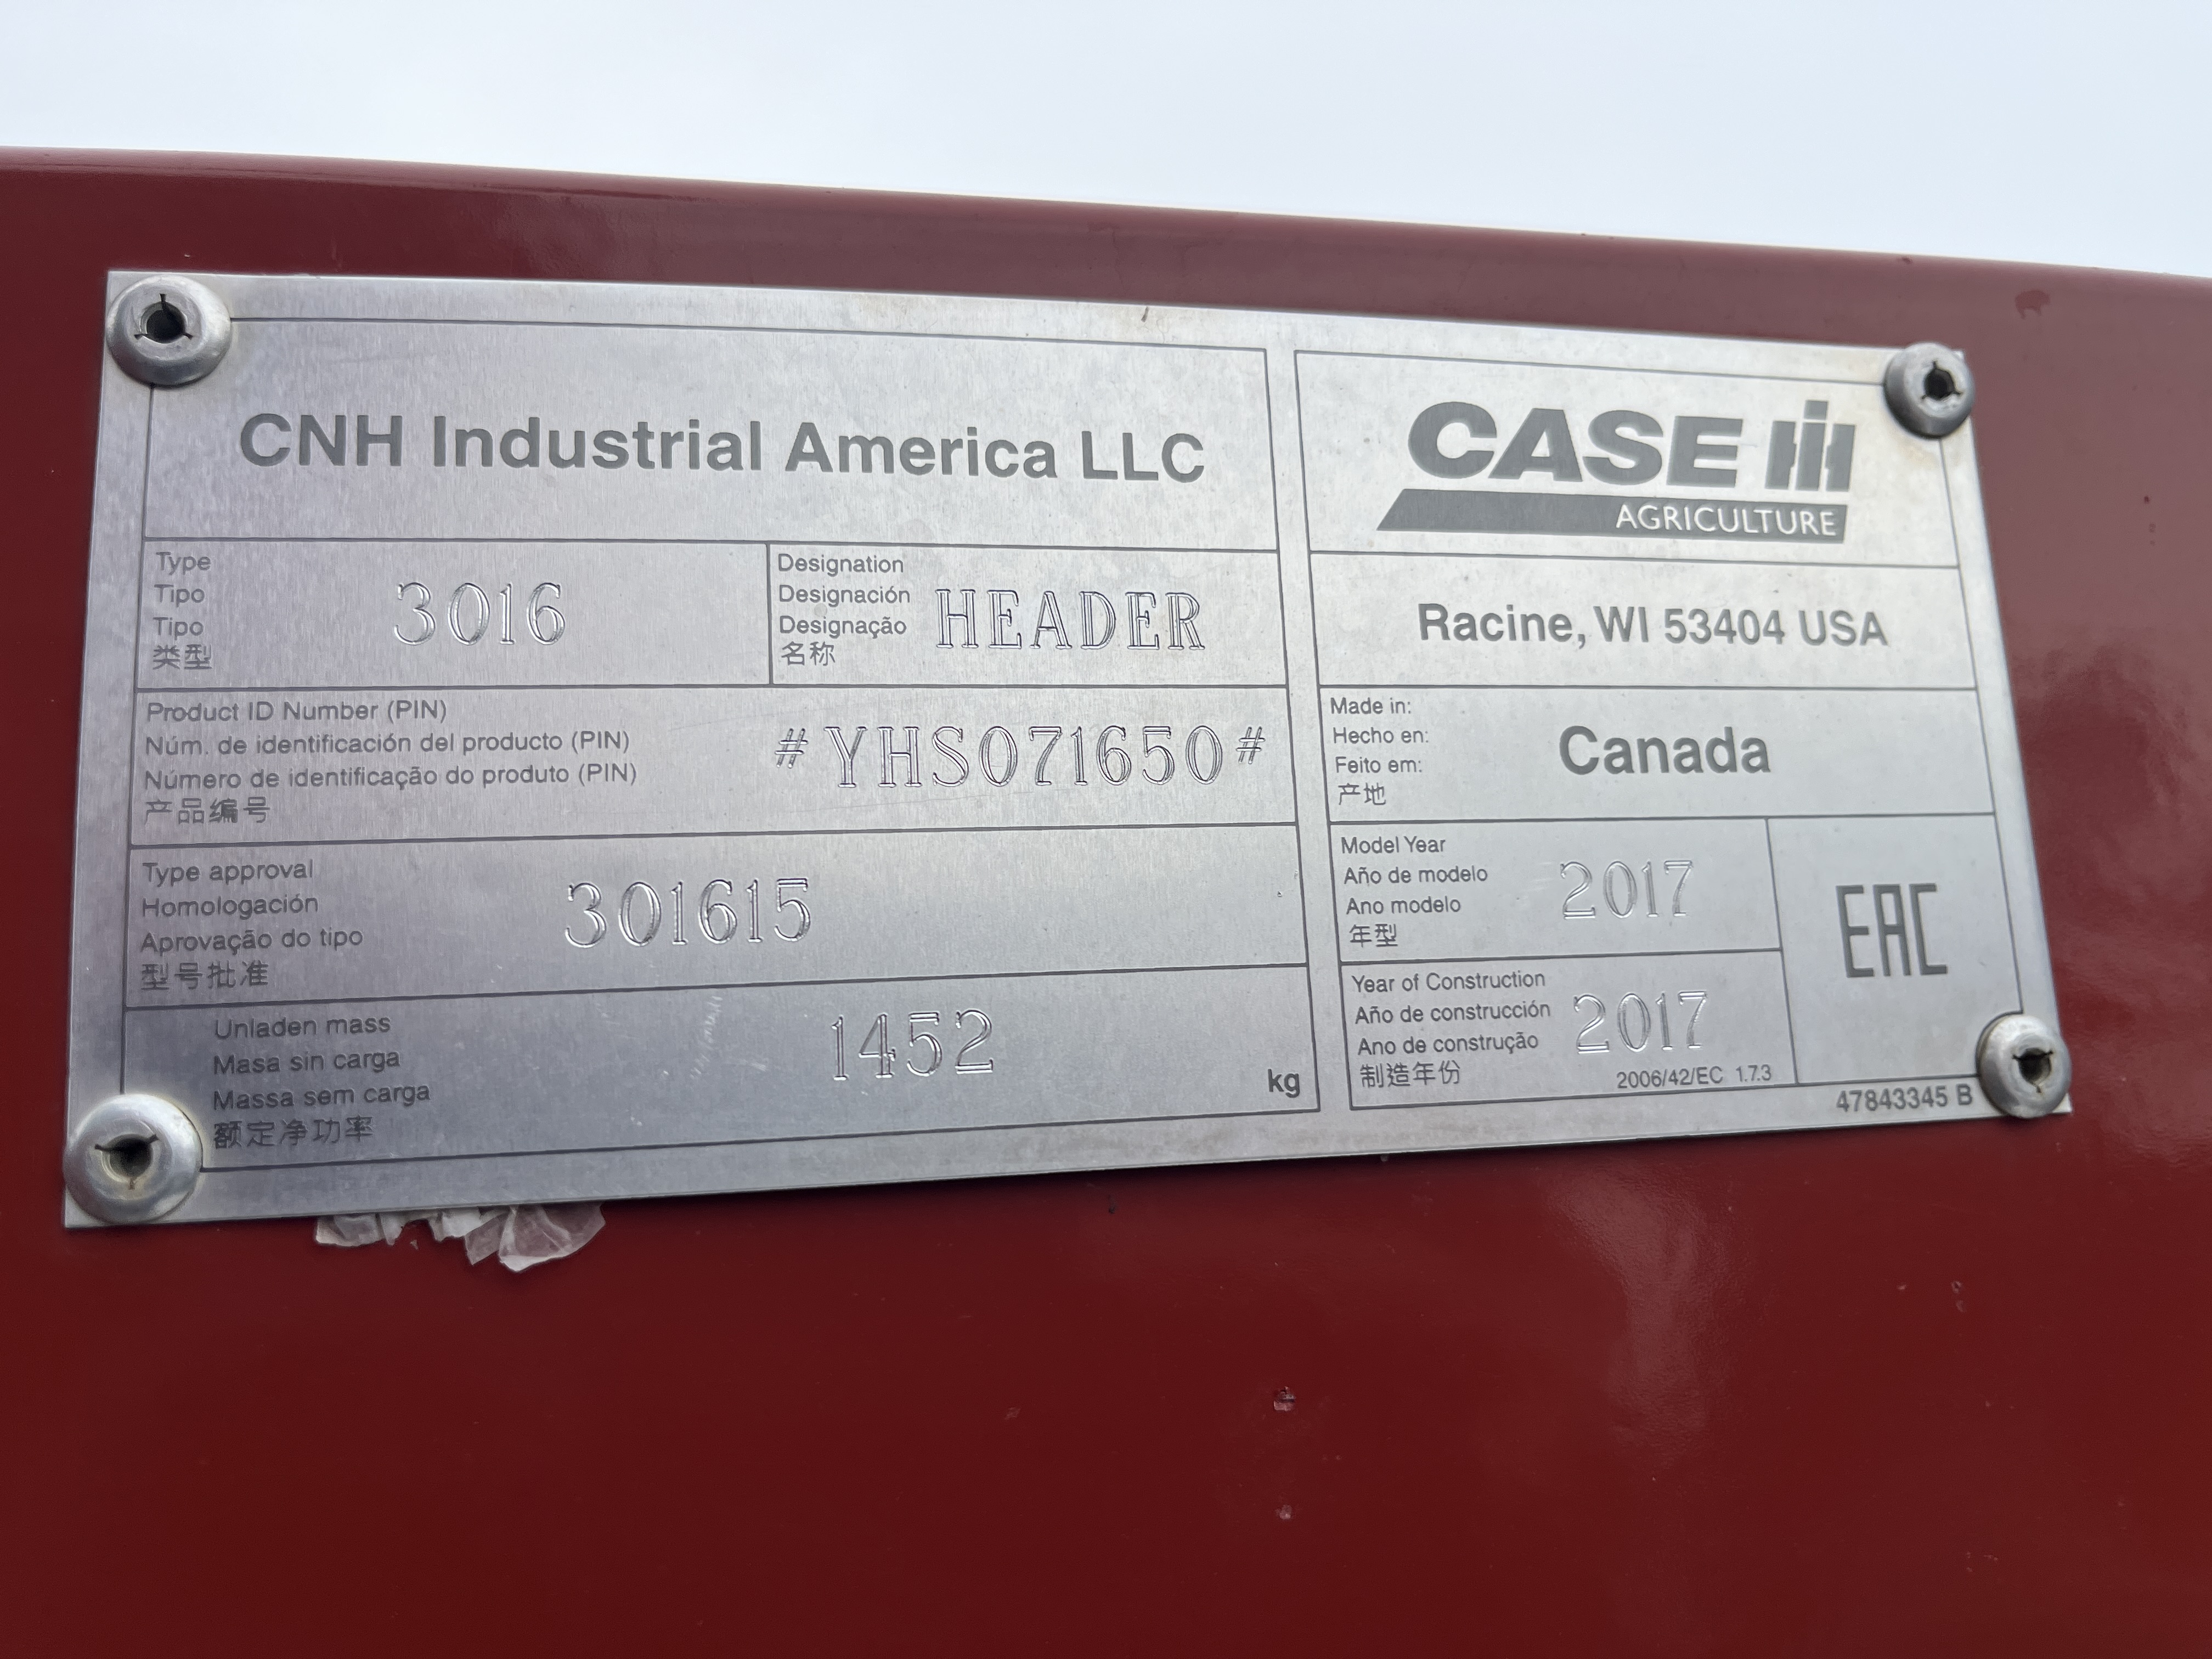 CNH Industrial America LLC
Type
Tipo
Tipo
类型
3016
Designation
Designación
Designação
名称
HEADER
Product ID Number (PIN)
Núm. de identificación del producto (PIN)
Número de identificação do produto (PIN)
产品编号
#YHS071650#
Type approval
Homologación
Aprovação do tipo
型号批准
301615
Unladen mass
Masa sin carga
Massa sem carga
额定净功率
1452
kg
CASE IH
AGRICULTURE
Racine, WI 53404 USA
Made in:
Hecho en:
Feito em:
产地
Canada
Model Year
Año de modelo
Ano modelo
年型
2017
Year of Construction
Año de construcción
Ano de construção
制造年份
2017
2006/42/EC 1.7.3
EAC
47843345 B